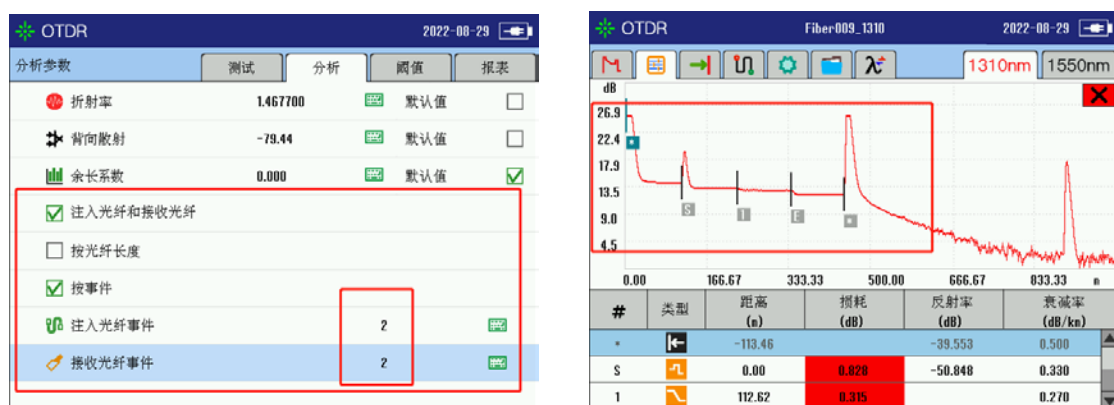 OTDR 2022-08-29
分析参数 测试 分析 阈值 报表
折射率 1.467700 默认值
背向散射 -79.44 默认值
余长系数 0.000 默认值
注入光纤和接收光纤
按光纤长度
按事件
注入光纤事件 2
接收光纤事件 2
OTDR Fiber009_1310 2022-08-29
1310nm 1550nm
dB
26.9
22.4
17.9
13.5
9.0
4.5
S 1 E
0.00 166.67 333.33 500.00 666.67 833.33 m
# 类型 距离 损耗 反射率 衰减率
(m) (dB) (dB) (dB/km)
* -113.46 -39.553 0.500
S 0.00 0.828 -50.848 0.330
1 112.62 0.315 0.270